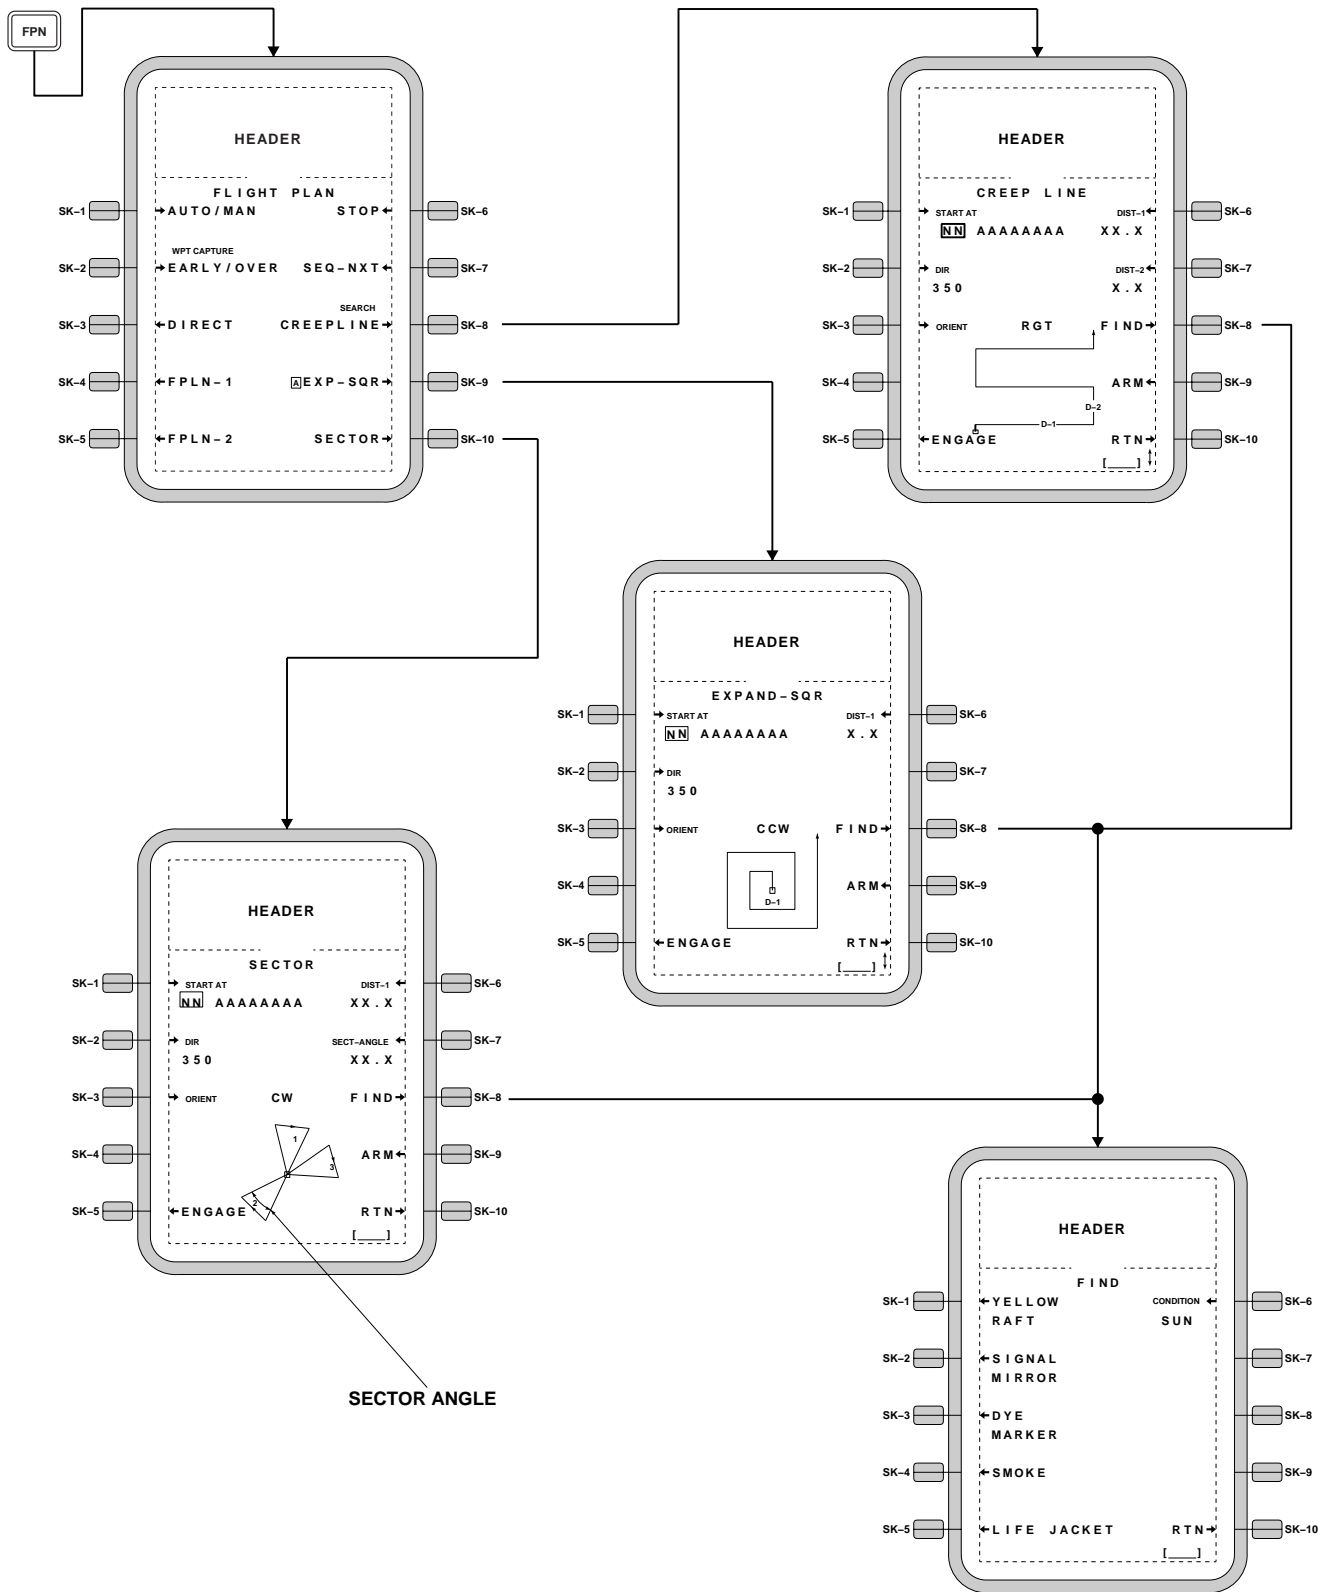 FPN
HEADER
FLIGHT PLAN
SK–1 AUTO/MAN STOP SK–6
WPT CAPTURE
SK–2 EARLY/OVER SEQ–NXT SK–7
SEARCH
SK–3 DIRECT CREEPLINE SK–8
SK–4 FPLN–1 A EXP–SQR SK–9
SK–5 FPLN–2 SECTOR SK–10
HEADER
CREEP LINE
SK–1 START AT DIST–1 SK–6
NN AAAAAAAA XX.X
SK–2 DIR DIST–2 SK–7
350 X.X
SK–3 ORIENT RGT FIND SK–8
SK–4 ARM SK–9
D–2
D–1
SK–5 ENGAGE RTN SK–10
[____]
HEADER
EXPAND–SQR
SK–1 START AT DIST–1 SK–6
NN AAAAAAAA X.X
SK–2 DIR SK–7
350
SK–3 ORIENT CCW FIND SK–8
SK–4 ARM SK–9
D–1
SK–5 ENGAGE RTN SK–10
[____]
HEADER
SECTOR
SK–1 START AT DIST–1 SK–6
NN AAAAAAAA XX.X
SK–2 DIR SECT–ANGLE SK–7
350 XX.X
SK–3 ORIENT CW FIND SK–8
1
SK–4 ARM SK–9
3
2
SK–5 ENGAGE RTN SK–10
[____]
SECTOR ANGLE
HEADER
FIND
SK–1 YELLOW CONDITION SK–6
RAFT SUN
SK–2 SIGNAL SK–7
MIRROR
SK–3 DYE SK–8
MARKER
SK–4 SMOKE SK–9
SK–5 LIFE JACKET RTN SK–10
[____]